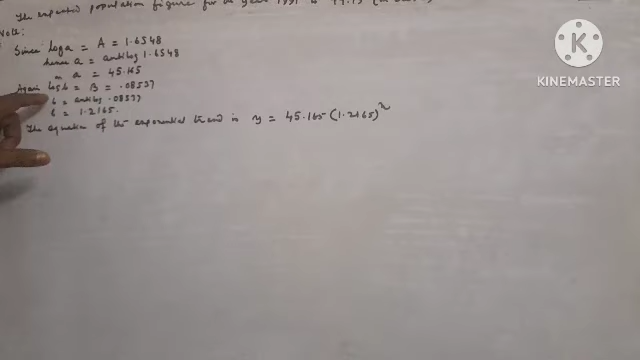 The expected population figure for the year 1991 is
Note:
Since log a = A = 1.6548
hence a = antilog 1.6548
a = 45.165
Again log b = B = .08537
b = antilog .08537
b = 1.2165.
The equation of the exponential trend is y = 45.165 (1.2165)^x
KINEMASTER